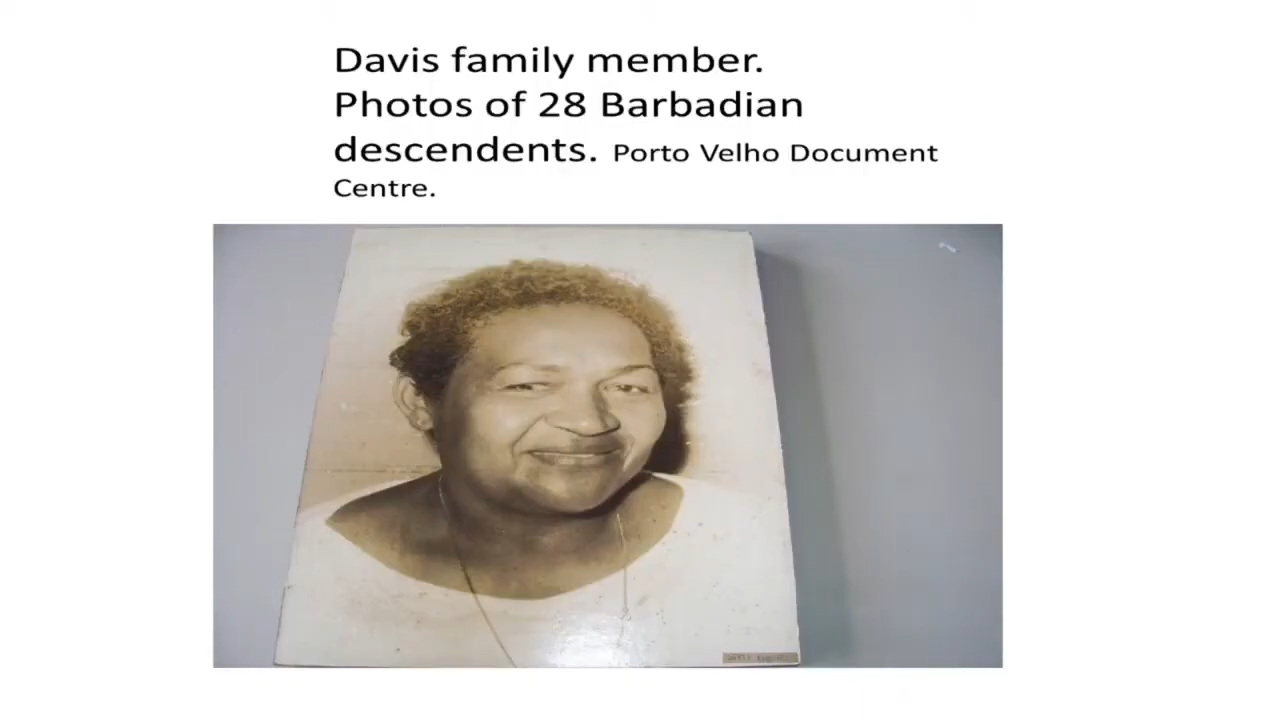 Davis family member.
Photos of 28 Barbadian
descendents. Porto Velho Document
Centre.